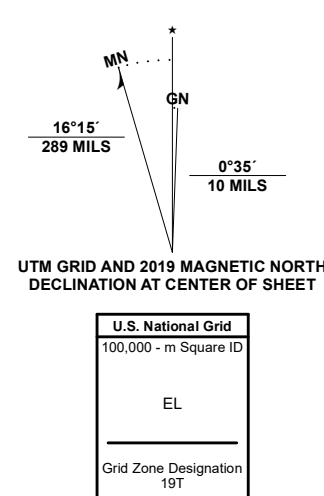 ★
MN
GN
16°15´
289 MILS
0°35´
10 MILS
UTM GRID AND 2019 MAGNETIC NORTH
DECLINATION AT CENTER OF SHEET
U.S. National Grid
100,000 - m Square ID
EL
Grid Zone Designation
19T